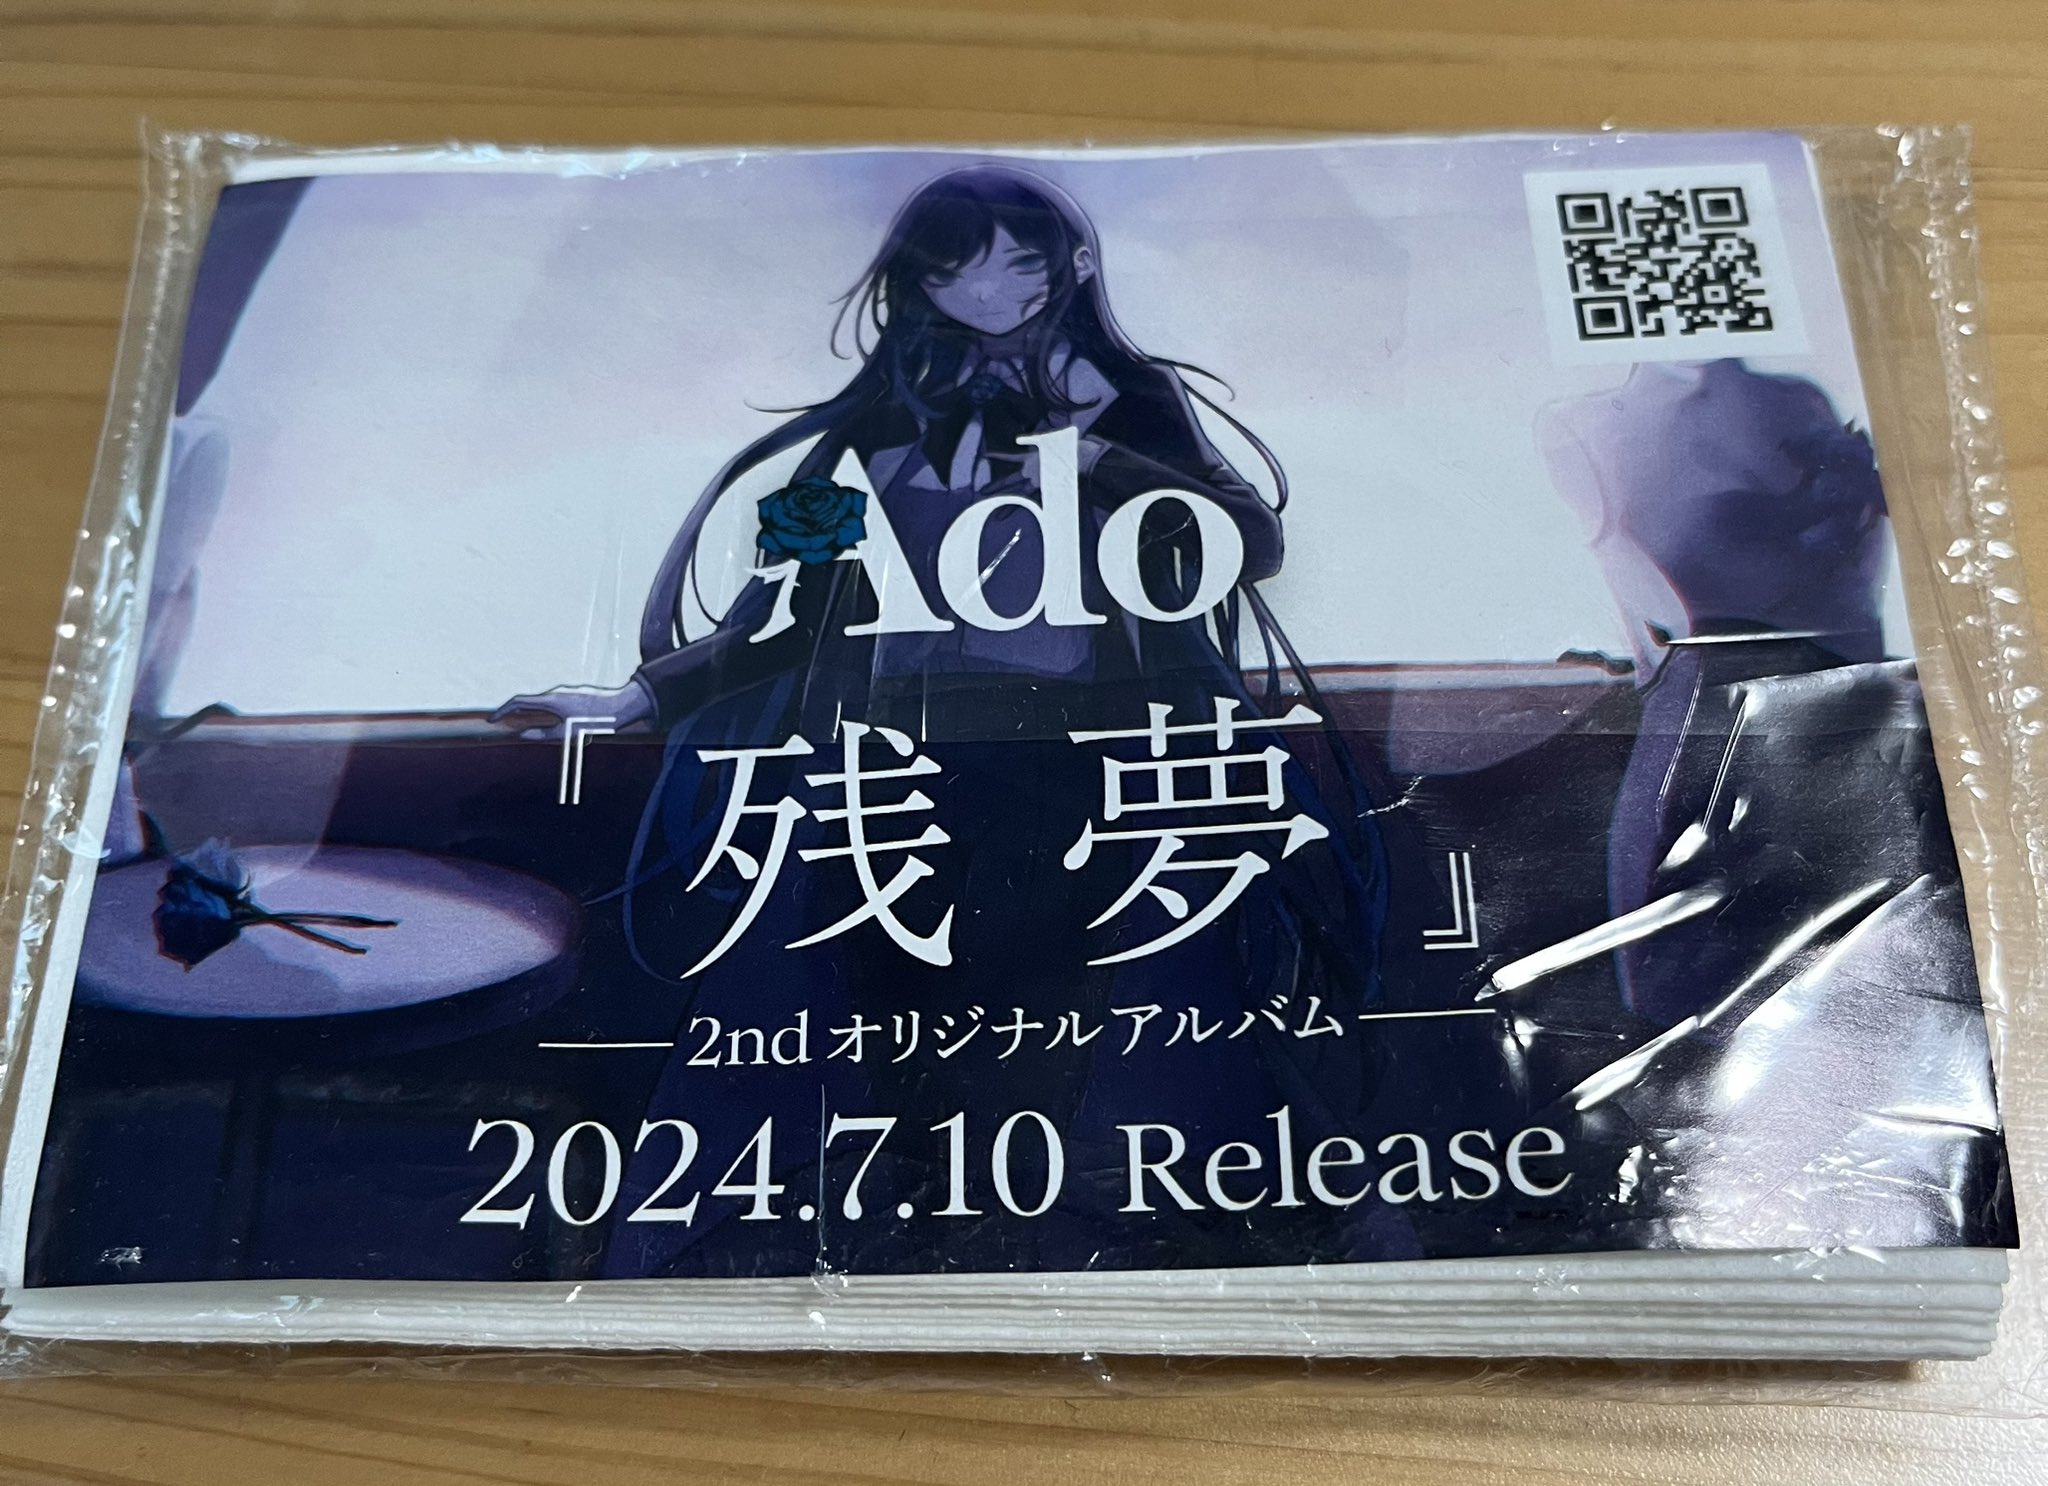 Ado
『残夢』
2ndオリジナルアルバム
2024.7.10 Release